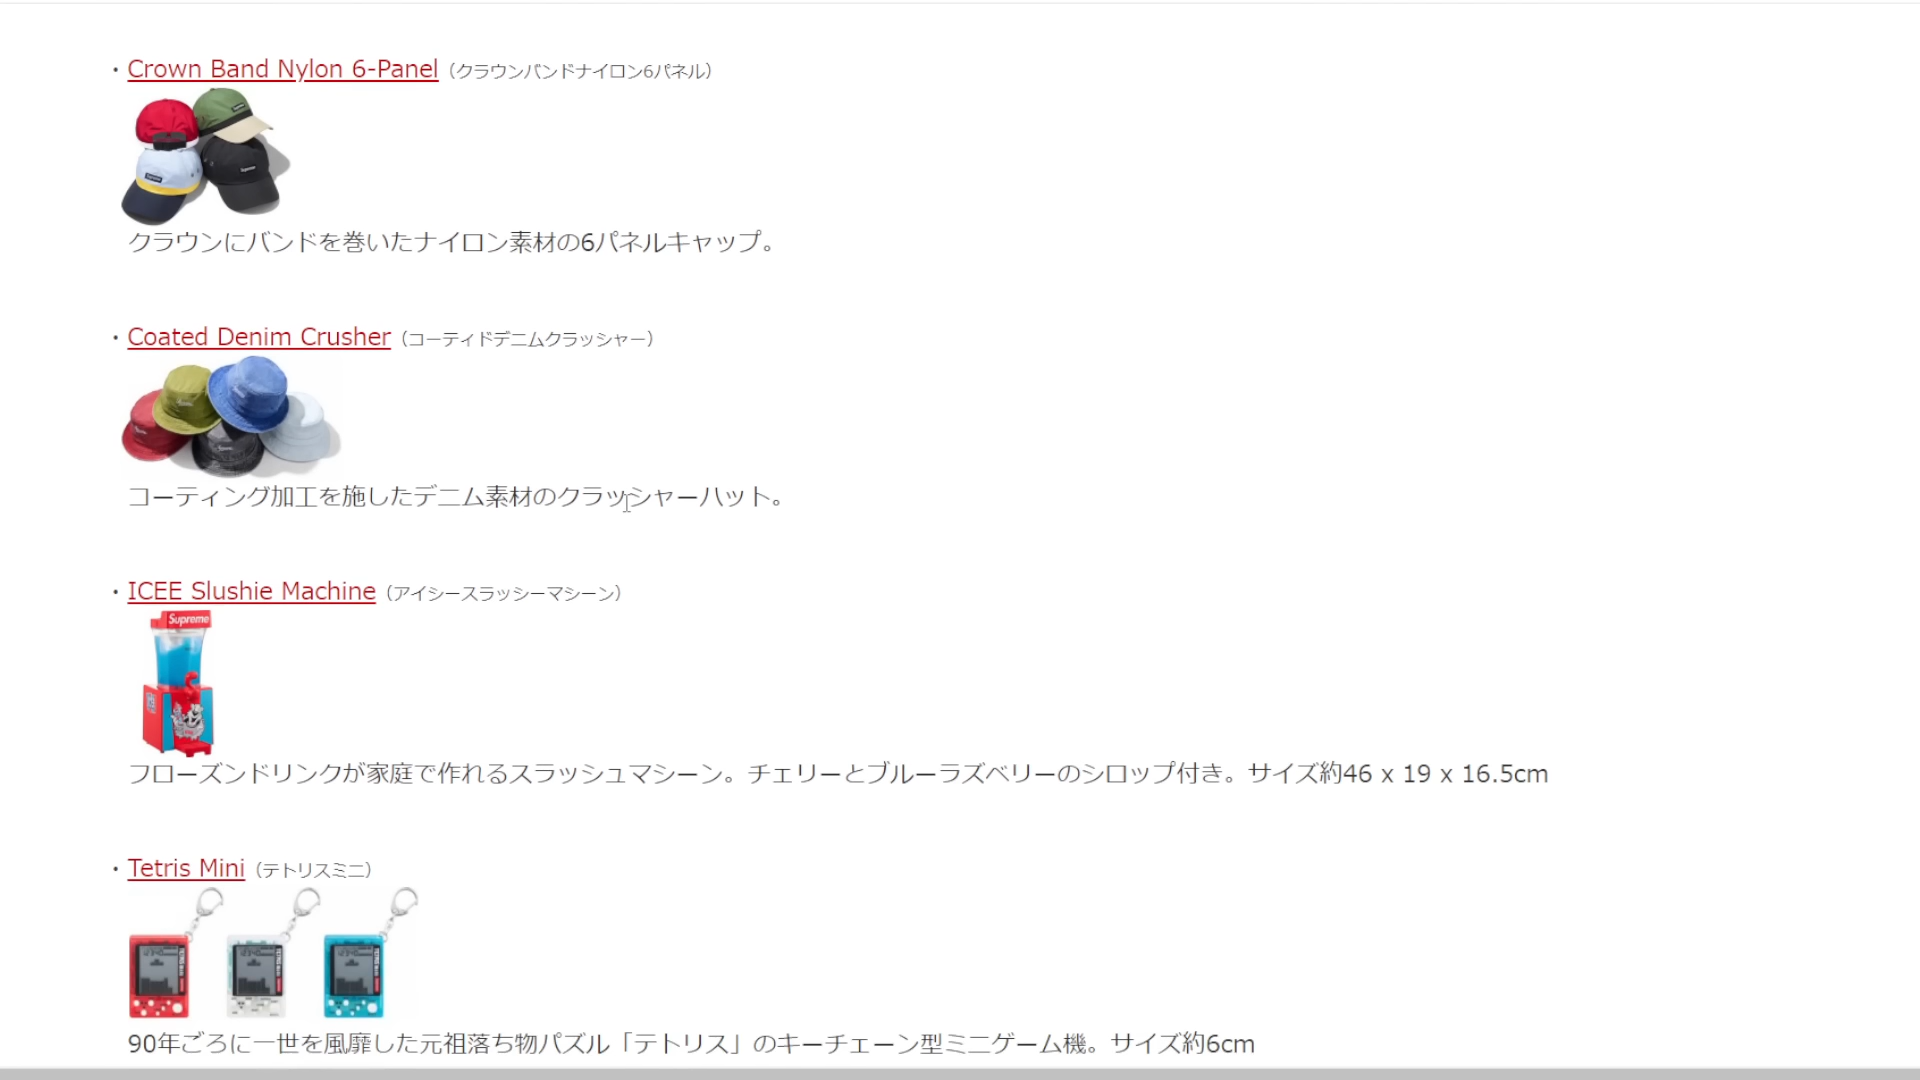 ・Crown Band Nylon 6-Panel（クラウンバンドナイロン6パネル）
クラウンにバンドを巻いたナイロン素材の6パネルキャップ。
・Coated Denim Crusher（コーティドデニムクラッシャー）
コーティング加工を施したデニム素材のクラッシャーハット。
・ICEE Slushie Machine（アイシースラッシーマシーン）
Supreme
フローズンドリンクが家庭で作れるスラッシュマシーン。チェリーとブルーラズベリーのシロップ付き。サイズ約46 x 19 x 16.5cm
・Tetris Mini（テトリスミニ）
90年ごろに一世を風靡した元祖落ち物パズル「テトリス」のキーチェーン型ミニゲーム機。サイズ約6cm